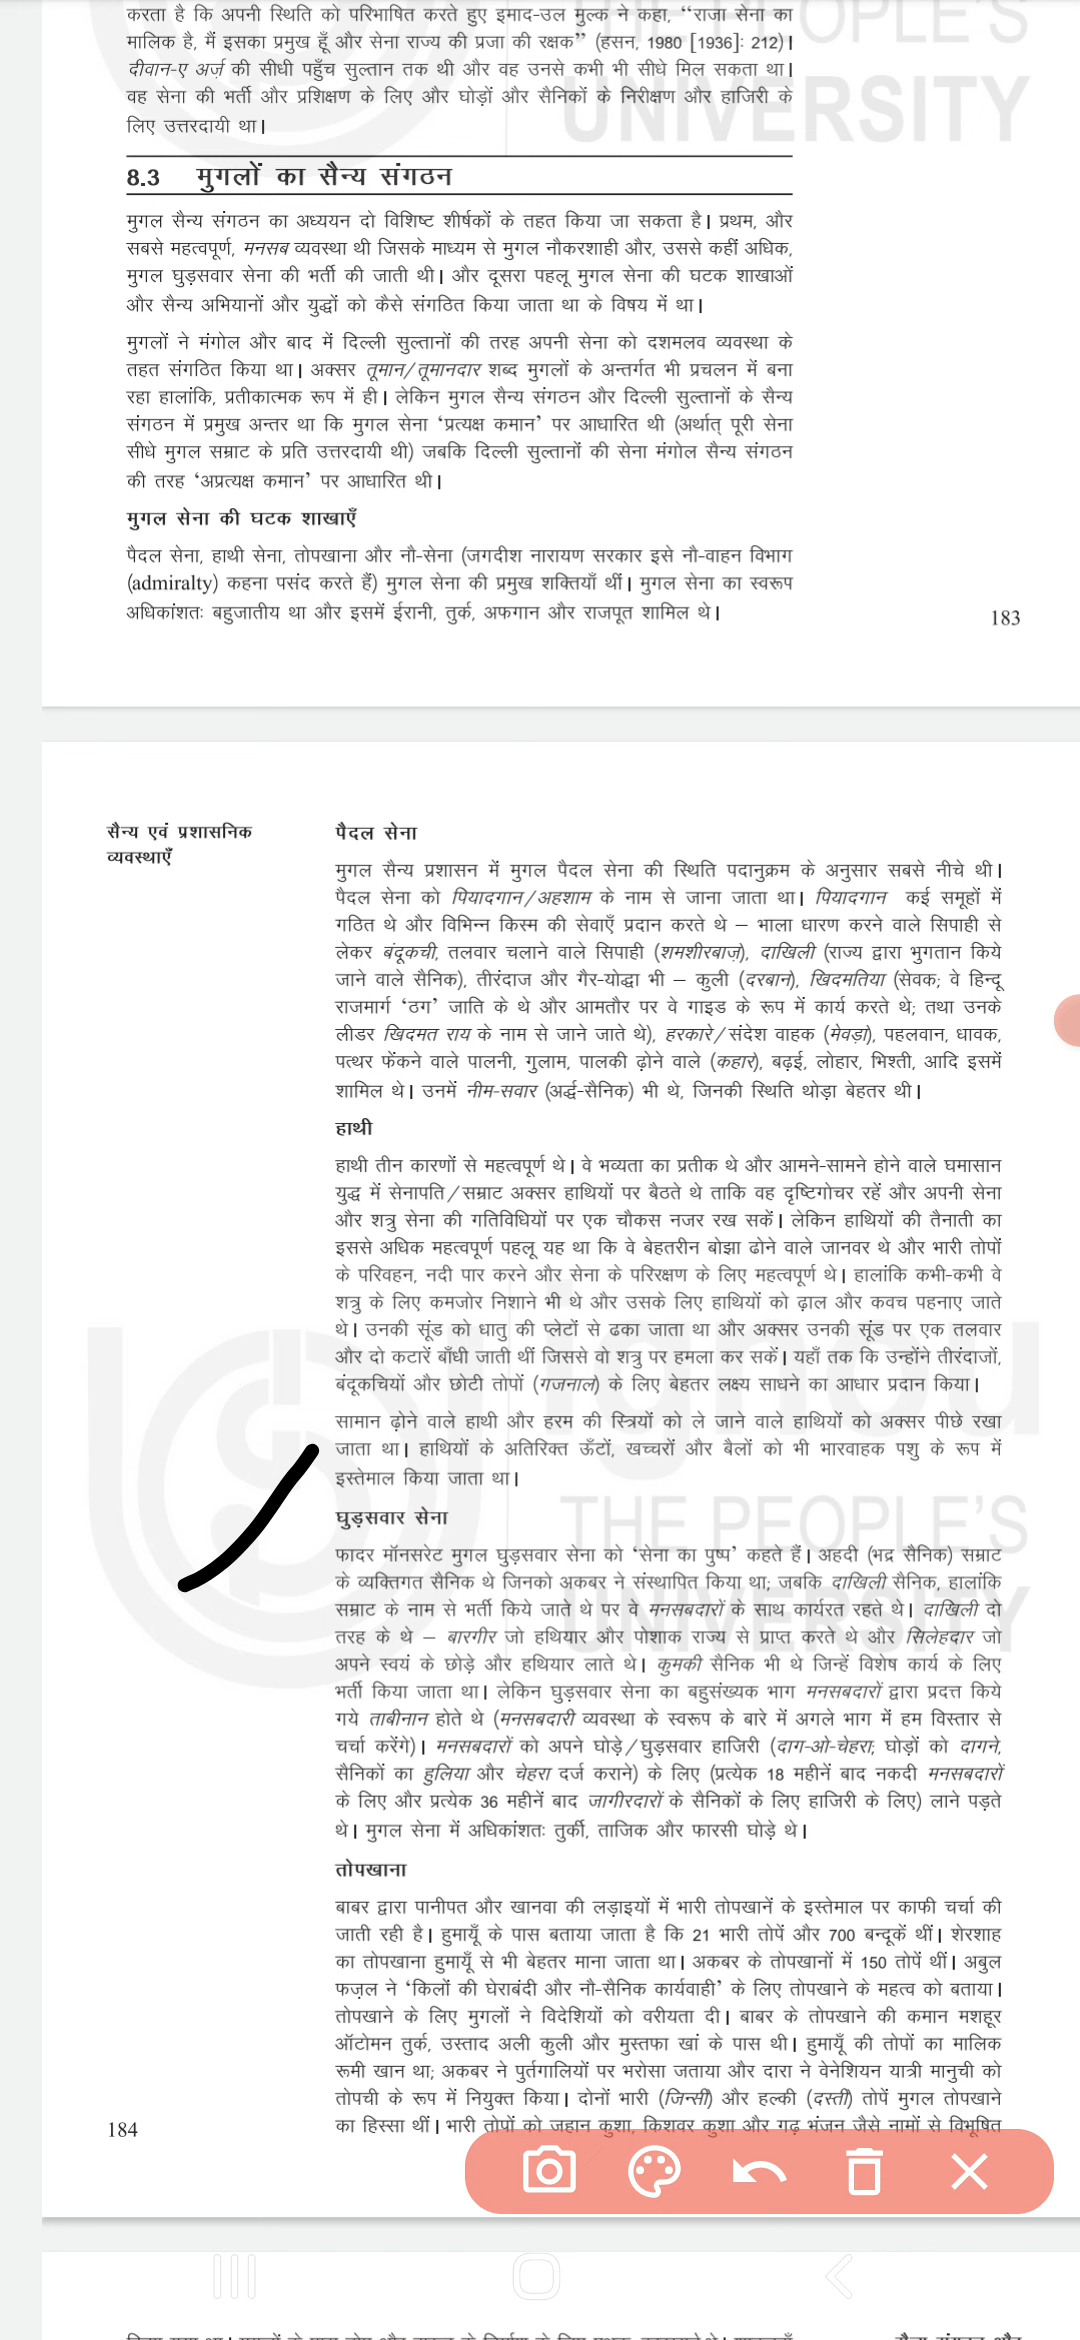 करता है कि अपनी स्थिति को परिभाषित करते हुए इमाद-उल मुल्क ने कहा, “राजा सेना का
मालिक है, मैं इसका प्रमुख हूँ और सेना राज्य की प्रजा की रक्षक” (हसन, 1980 [1936]: 212)।
दीवान-ए अर्ज़ की सीधी पहुँच सुल्तान तक थी और वह उनसे कभी भी सीधे मिल सकता था।
वह सेना की भर्ती और प्रशिक्षण के लिए और घोड़ों और सैनिकों के निरीक्षण और हाजिरी के
लिए उत्तरदायी था।
THE PEOPLE'S
UNIVERSITY
8.3 मुगलों का सैन्य संगठन
मुगल सैन्य संगठन का अध्ययन दो विशिष्ट शीर्षकों के तहत किया जा सकता है। प्रथम, और
सबसे महत्वपूर्ण, मनसब व्यवस्था थी जिसके माध्यम से मुगल नौकरशाही और, उससे कहीं अधिक,
मुगल घुड़सवार सेना की भर्ती की जाती थी। और दूसरा पहलू मुगल सेना की घटक शाखाओं
और सैन्य अभियानों और युद्धों को कैसे संगठित किया जाता था के विषय में था।
मुगलों ने मंगोल और बाद में दिल्ली सुल्तानों की तरह अपनी सेना को दशमलव व्यवस्था के
तहत संगठित किया था। अक्सर तूमान/तूमानदार शब्द मुगलों के अन्तर्गत भी प्रचलन में बना
रहा हालांकि, प्रतीकात्मक रूप में ही। लेकिन मुगल सैन्य संगठन और दिल्ली सुल्तानों के सैन्य
संगठन में प्रमुख अन्तर था कि मुगल सेना ‘प्रत्यक्ष कमान’ पर आधारित थी (अर्थात् पूरी सेना
सीधे मुगल सम्राट के प्रति उत्तरदायी थी) जबकि दिल्ली सुल्तानों की सेना मंगोल सैन्य संगठन
की तरह ‘अप्रत्यक्ष कमान’ पर आधारित थी।
मुगल सेना की घटक शाखाएँ
पैदल सेना, हाथी सेना, तोपखाना और नौ-सेना (जगदीश नारायण सरकार इसे नौ-वाहन विभाग
(admiralty) कहना पसंद करते हैं) मुगल सेना की प्रमुख शक्तियाँ थीं। मुगल सेना का स्वरूप
अधिकांशतः बहुजातीय था और इसमें ईरानी, तुर्क, अफगान और राजपूत शामिल थे।
183
सैन्य एवं प्रशासनिक
व्यवस्थाएँ
पैदल सेना
मुगल सैन्य प्रशासन में मुगल पैदल सेना की स्थिति पदानुक्रम के अनुसार सबसे नीचे थी।
पैदल सेना को पियादगान/अहशाम के नाम से जाना जाता था। पियादगान कई समूहों में
गठित थे और विभिन्न किस्म की सेवाएँ प्रदान करते थे – भाला धारण करने वाले सिपाही से
लेकर बंदूकची, तलवार चलाने वाले सिपाही (शमशीरबाज़), दाखिली (राज्य द्वारा भुगतान किये
जाने वाले सैनिक), तीरंदाज और गैर-योद्धा भी – कुली (दरबान), खिदमतिया (सेवक; वे हिन्दू
राजमार्ग ‘ठग’ जाति के थे और आमतौर पर वे गाइड के रूप में कार्य करते थे; तथा उनके
लीडर खिदमत राय के नाम से जाने जाते थे), हरकारे/संदेश वाहक (मेवड़ा), पहलवान, धावक,
पत्थर फेंकने वाले पालनी, गुलाम, पालकी ढ़ोने वाले (कहार), बढ़ई, लोहार, भिश्ती, आदि इसमें
शामिल थे। उनमें नीम-सवार (अर्द्ध-सैनिक) भी थे, जिनकी स्थिति थोड़ा बेहतर थी।
हाथी
हाथी तीन कारणों से महत्वपूर्ण थे। वे भव्यता का प्रतीक थे और आमने-सामने होने वाले घमासान
युद्ध में सेनापति/सम्राट अक्सर हाथियों पर बैठते थे ताकि वह दृष्टिगोचर रहें और अपनी सेना
और शत्रु सेना की गतिविधियों पर एक चौकस नजर रख सकें। लेकिन हाथियों की तैनाती का
इससे अधिक महत्वपूर्ण पहलू यह था कि वे बेहतरीन बोझा ढोने वाले जानवर थे और भारी तोपों
के परिवहन, नदी पार करने और सेना के परिरक्षण के लिए महत्वपूर्ण थे। हालांकि कभी-कभी वे
शत्रु के लिए कमजोर निशाने भी थे और उसके लिए हाथियों को ढ़ाल और कवच पहनाए जाते
थे। उनकी सूंड को धातु की प्लेटों से ढका जाता था और अक्सर उनकी सूंड पर एक तलवार
और दो कटारें बाँधी जाती थीं जिससे वो शत्रु पर हमला कर सकें। यहाँ तक कि उन्होंने तीरंदाजों,
बंदूकचियों और छोटी तोपों (गजनाल) के लिए बेहतर लक्ष्य साधने का आधार प्रदान किया।
ignou
सामान ढ़ोने वाले हाथी और हरम की स्त्रियों को ले जाने वाले हाथियों को अक्सर पीछे रखा
जाता था। हाथियों के अतिरिक्त ऊँटों, खच्चरों और बैलों को भी भारवाहक पशु के रूप में
इस्तेमाल किया जाता था।
THE PEOPLE'S
UNIVERSITY
घुड़सवार सेना
फादर मॉनसरेट मुगल घुड़सवार सेना को ‘सेना का पुष्प’ कहते हैं। अहदी (भद्र सैनिक) सम्राट
के व्यक्तिगत सैनिक थे जिनको अकबर ने संस्थापित किया था; जबकि दाखिली सैनिक, हालांकि
सम्राट के नाम से भर्ती किये जाते थे पर वे मनसबदारों के साथ कार्यरत रहते थे। दाखिली दो
तरह के थे – बारगीर जो हथियार और पोशाक राज्य से प्राप्त करते थे और सिलेहदार जो
अपने स्वयं के छोड़े और हथियार लाते थे। कुमकी सैनिक भी थे जिन्हें विशेष कार्य के लिए
भर्ती किया जाता था। लेकिन घुड़सवार सेना का बहुसंख्यक भाग मनसबदारों द्वारा प्रदत्त किये
गये ताबीनान होते थे (मनसबदारी व्यवस्था के स्वरूप के बारे में अगले भाग में हम विस्तार से
चर्चा करेंगे)। मनसबदारों को अपने घोड़े/घुड़सवार हाजिरी (दाग-ओ-चेहरा; घोड़ों को दागने,
सैनिकों का हुलिया और चेहरा दर्ज कराने) के लिए (प्रत्येक 18 महीनें बाद नकदी मनसबदारों
के लिए और प्रत्येक 36 महीनें बाद जागीरदारों के सैनिकों के लिए हाजिरी के लिए) लाने पड़ते
थे। मुगल सेना में अधिकांशतः तुर्की, ताजिक और फारसी घोड़े थे।
तोपखाना
बाबर द्वारा पानीपत और खानवा की लड़ाइयों में भारी तोपखानें के इस्तेमाल पर काफी चर्चा की
जाती रही है। हुमायूँ के पास बताया जाता है कि 21 भारी तोपें और 700 बन्दूकें थीं। शेरशाह
का तोपखाना हुमायूँ से भी बेहतर माना जाता था। अकबर के तोपखानों में 150 तोपें थीं। अबुल
फज़ल ने ‘किलों की घेराबंदी और नौ-सैनिक कार्यवाही’ के लिए तोपखाने के महत्व को बताया।
तोपखाने के लिए मुगलों ने विदेशियों को वरीयता दी। बाबर के तोपखाने की कमान मशहूर
ऑटोमन तुर्क, उस्ताद अली कुली और मुस्तफा खां के पास थी। हुमायूँ की तोपों का मालिक
रूमी खान था; अकबर ने पुर्तगालियों पर भरोसा जताया और दारा ने वेनेशियन यात्री मानुची को
तोपची के रूप में नियुक्त किया। दोनों भारी (जिन्सी) और हल्की (दस्ती) तोपें मुगल तोपखाने
का हिस्सा थीं। भारी तोपों को जहान कुशा, किशवर कुशा और गढ़ भंजन जैसे नामों से विभूषित
184